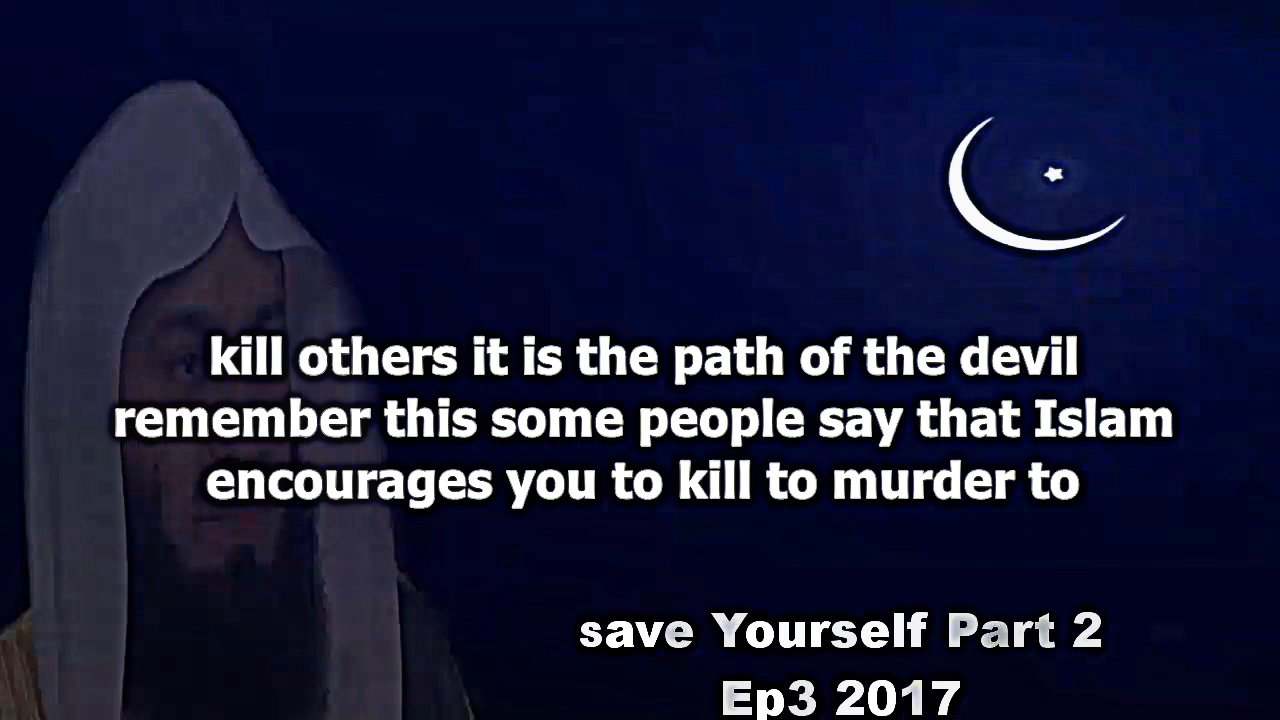 kill others it is the path of the devil
remember this some people say that Islam
encourages you to kill to murder to
save Yourself Part 2
Ep3 2017